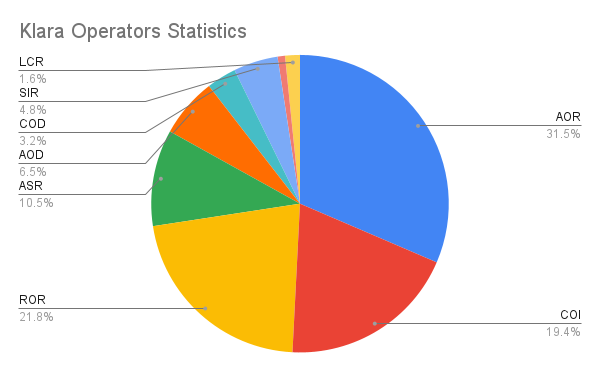 Klara Operators Statistics
LCR
1.6%
SIR
4.8%
COD
3.2%
AOD
6.5%
ASR
10.5%
ROR
21.8%
AOR
31.5%
COI
19.4%